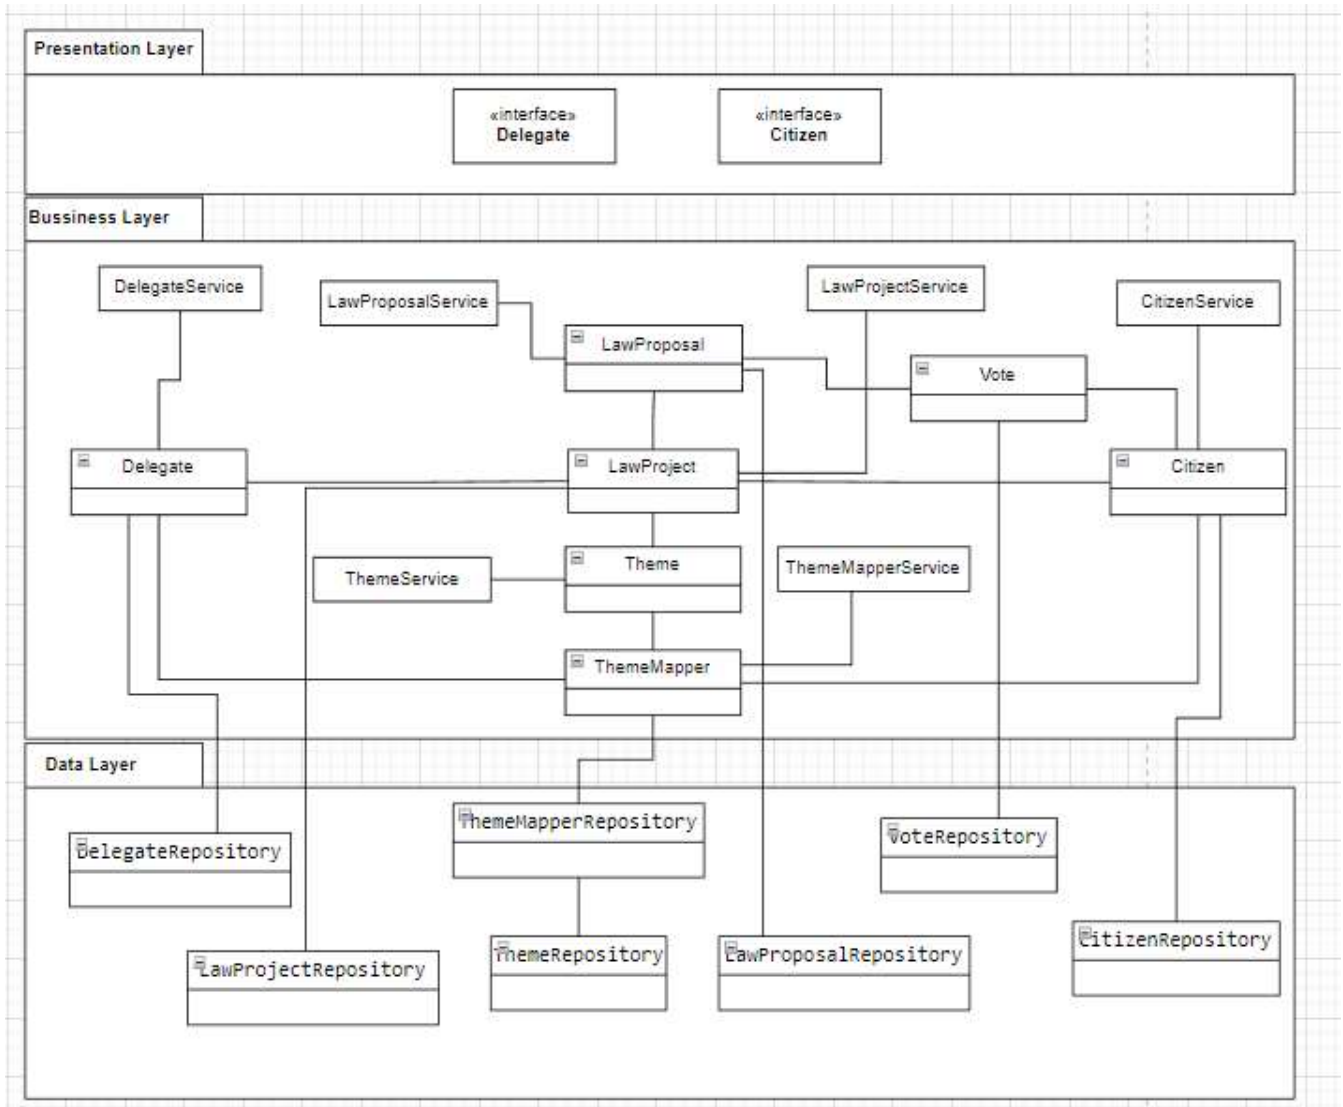 Presentation Layer
«interface»
Delegate
«interface»
Citizen
Bussiness Layer
DelegateService
LawProposalService
LawProjectService
CitizenService
LawProposal
Vote
Delegate
LawProject
Citizen
ThemeService
Theme
ThemeMapperService
ThemeMapper
Data Layer
ThemeMapperRepository
DelegateRepository
VoteRepository
LawProjectRepository
ThemeRepository
LawProposalRepository
CitizenRepository